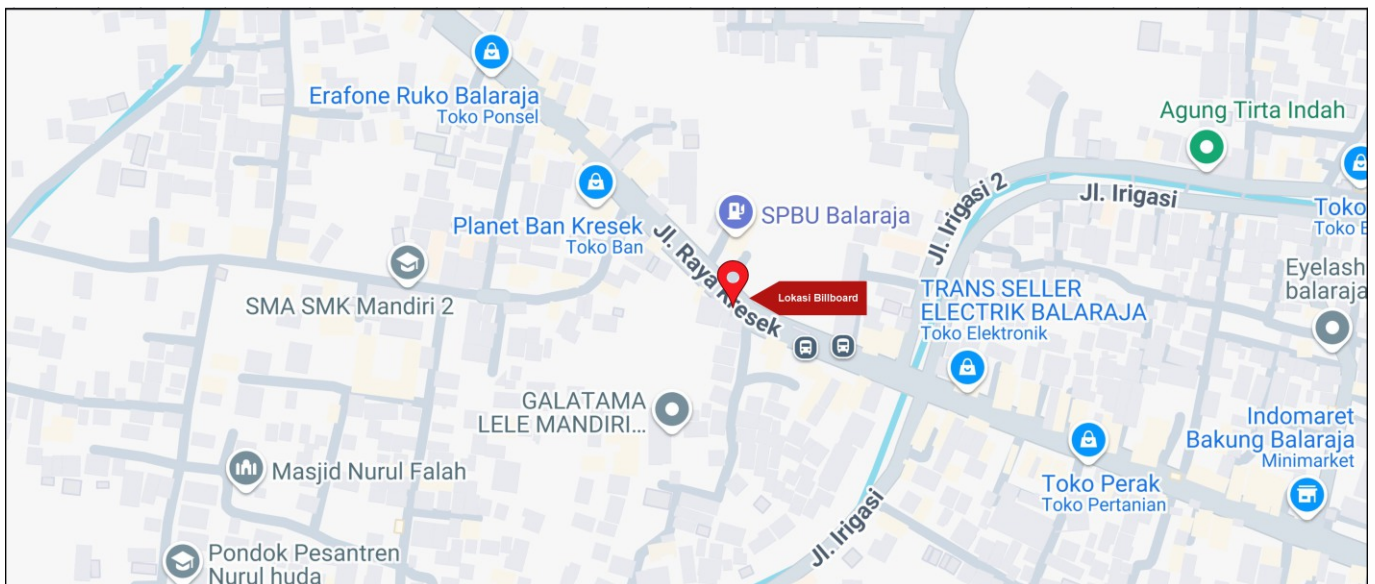 Erafone Ruko Balaraja
Toko Ponsel
Agung Tirta Indah
Planet Ban Kresek
Toko Ban
SPBU Balaraja
Jl. Raya Kresek
Jl. Irigasi 2
Jl. Irigasi
Toko
Toko
SMA SMK Mandiri 2
Lokasi Billboard
TRANS SELLER
ELECTRIK BALARAJA
Toko Elektronik
Eyelash
balaraja
GALATAMA
LELE MANDIRI...
Masjid Nurul Falah
Indomaret
Bakung Balaraja
Minimarket
Toko Perak
Toko Pertanian
Jl. Irigasi
Pondok Pesantren
Nurul huda